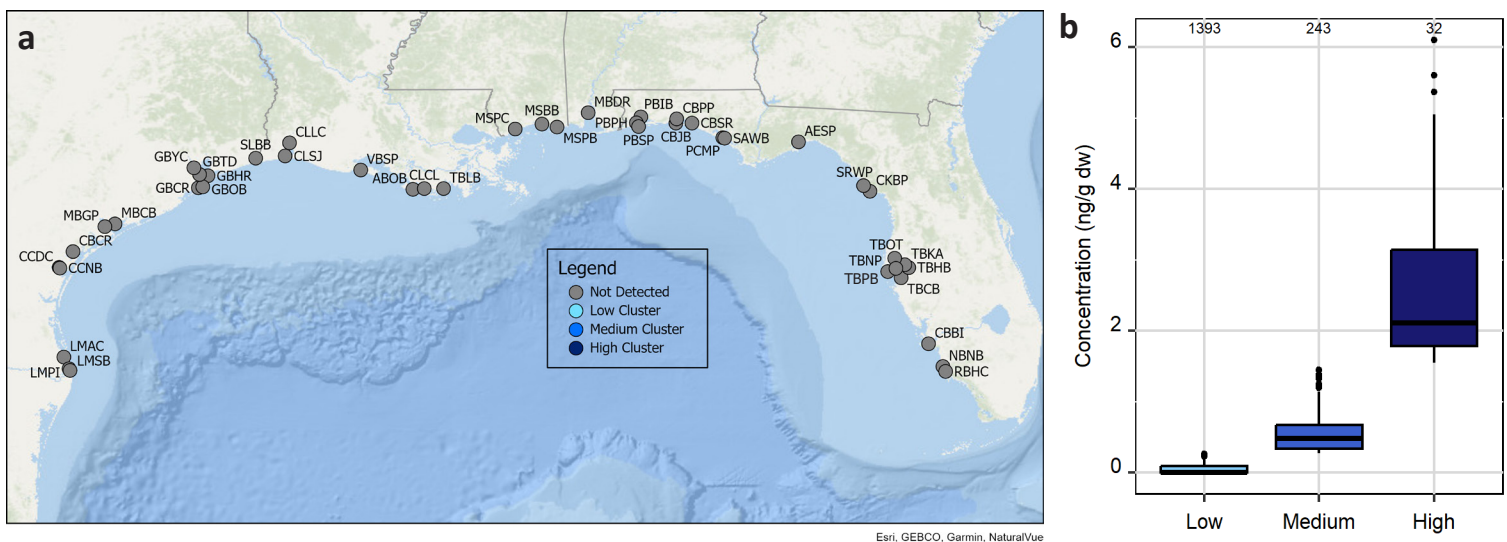 a
MBDR
PBIB
MSBB
CBPP
MSPC
PBPH
CBSR
MSPB
PBSP
CBJB
AESP
SAWB
PCMP
CLLC
SLBB
CLSJ
GBYC
GBTD
VBSP
GBHR
ABOB
CLCL
TBLB
SRWP
CKBP
GBCR
GBOB
MBGP
MBCB
CBCR
TBOT
CCDC
TBKA
TBNP
CCNB
TBHB
TBPB
TBCB
Legend
Not Detected
Low Cluster
Medium Cluster
High Cluster
CBBI
LMAC
NBNB
LMSB
LMPI
RBHC
Esri, GEBCO, Garmin, NaturalVue
b
1393 243 32
6
4
2
0
Concentration (ng/g dw)
Low Medium High